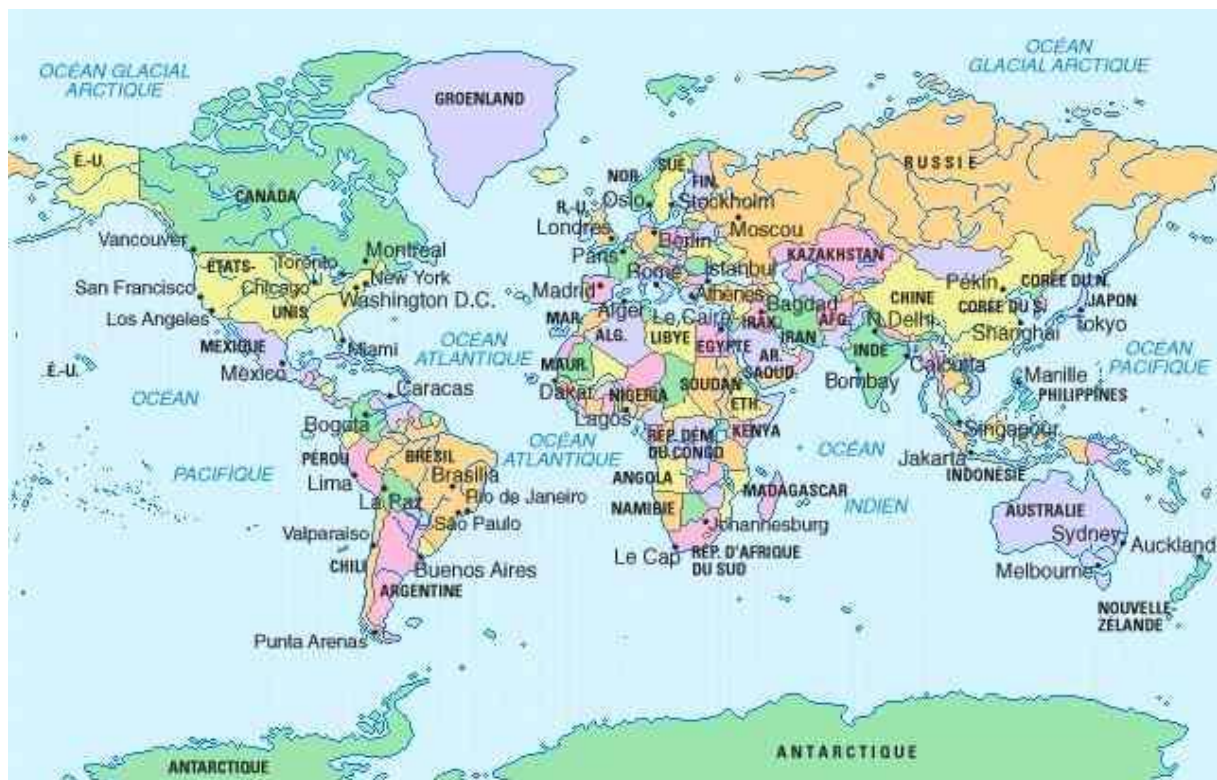 OCÉAN GLACIAL
ARCTIQUE
GROENLAND
OCÉAN
GLACIAL ARCTIQUE
É.-U.
CANADA
Vancouver
Montreal
Toronto
ÉTATS-
UNIS
Chicago
New York
San Francisco
Washington D.C.
Los Angeles
MEXIQUE
Miami
México
É.-U.
OCÉAN
PACIFIQUE
OCÉAN
ATLANTIQUE
Caracas
Bogota
PÉROU
BRÉSIL
Lima
Brasilia
La Paz
Rio de Janeiro
São Paulo
Valparaiso
CHILI
Buenos Aires
ARGENTINE
Punta Arenas
NOR.
SUÈ.
FIN.
RUSSIE
Oslo
Stockholm
R.-U.
Londres
Moscou
Berlin
Paris
KAZAKHSTAN
Rome
Istanbul
Madrid
Athènes
Alger
Bagdad
Le Caire
MAR.
ALG.
LIBYE
EGYPTE
IRAK
IRAN
AFG.
AR.
SAOUD.
MAUR.
Dakar
NIGERIA
Lagos
SOUDAN
ETH.
KENYA
RÉP. DÉM.
DU CONGO
OCÉAN
ATLANTIQUE
ANGOLA
NAMIBIE
MADAGASCAR
Johannesburg
Le Cap
RÉP. D'AFRIQUE
DU SUD
OCÉAN
INDIEN
Pékin
CORÉE DU N.
CHINE
CORÉE DU S.
JAPON
Tokyo
Shanghai
N.Delhi
INDE
Calcutta
Bombay
Manille
PHILIPPINES
OCÉAN
PACIFIQUE
Singapour
Jakarta
INDONÉSIE
AUSTRALIE
Sydney
Auckland
Melbourne
NOUVELLE-
ZÉLANDE
ANTARCTIQUE
ANTARCTIQUE